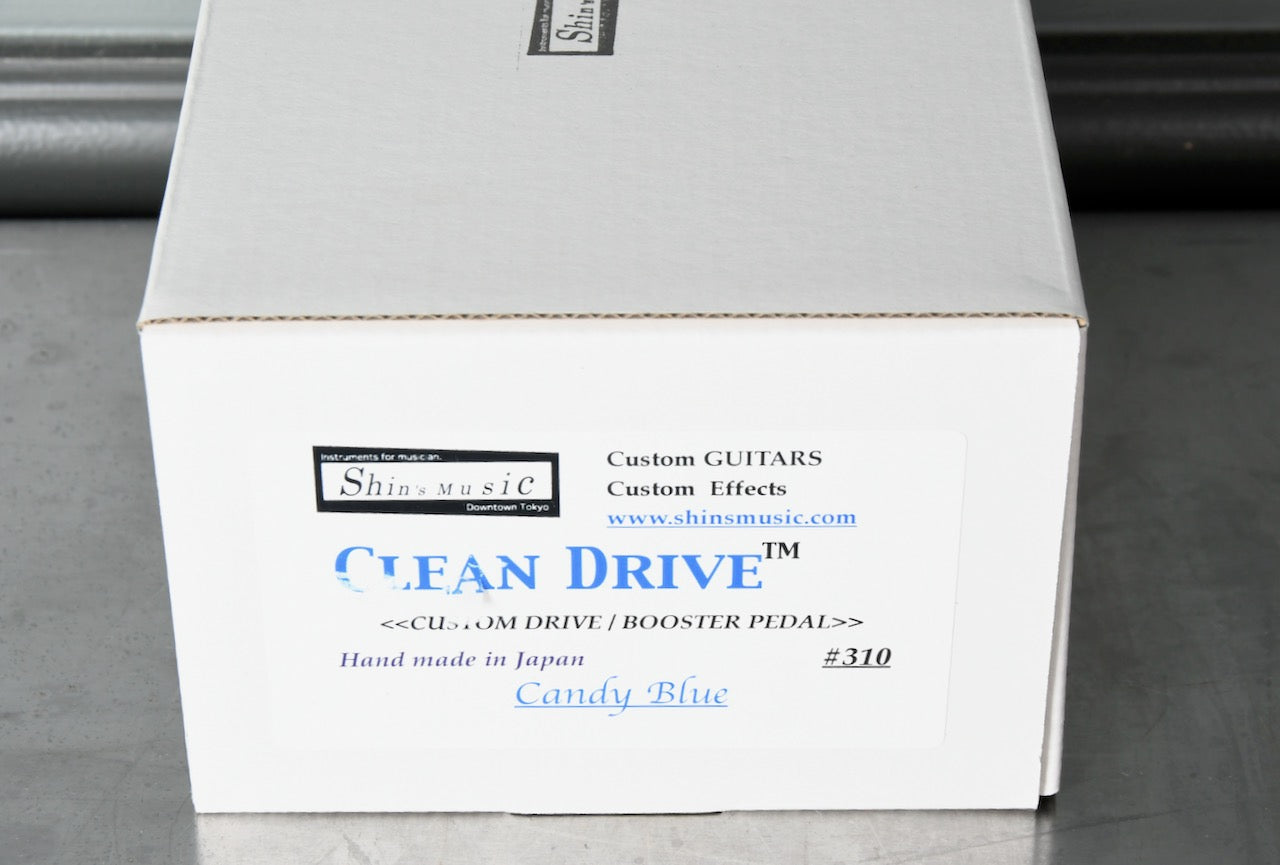 Shin
Instruments for musician.
Shin's Music
Downtown Tokyo
Custom GUITARS
Custom Effects
www.shinsmusic.com
CLEAN DRIVE™
<<CUSTOM DRIVE / BOOSTER PEDAL>>
Hand made in Japan
#310
Candy Blue